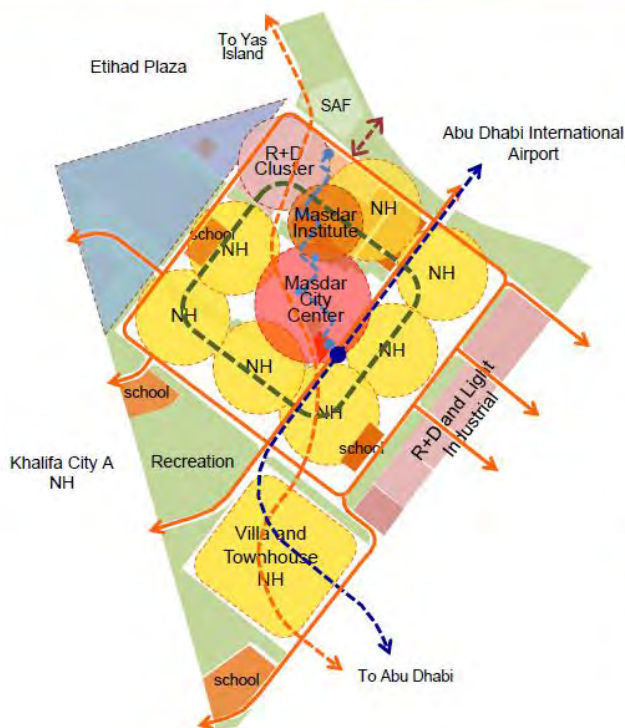 To Yas
Island
Etihad Plaza
SAF
Abu Dhabi International
Airport
R+D
Cluster
NH
Masdar
Institute
school
NH
NH
Masdar
City
Center
NH
NH
NH
NH
school
school
R+D and Light
Industrial
Khalifa City A
NH
Recreation
Villa and
Townhouse
NH
school
To Abu Dhabi